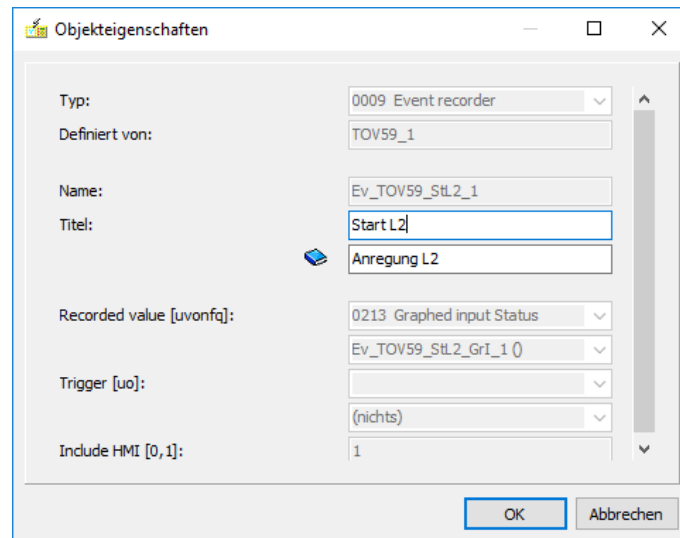 Objekteigenschaften
Typ: 0009 Event recorder
Definiert von: TOV59_1
Name: Ev_TOV59_StL2_1
Titel: Start L2
Anregung L2
Recorded value [uvonfq]: 0213 Graphed input Status
Ev_TOV59_StL2_GrI_1 ()
Trigger [uo]:
(nichts)
Include HMI [0,1]: 1
OK Abbrechen